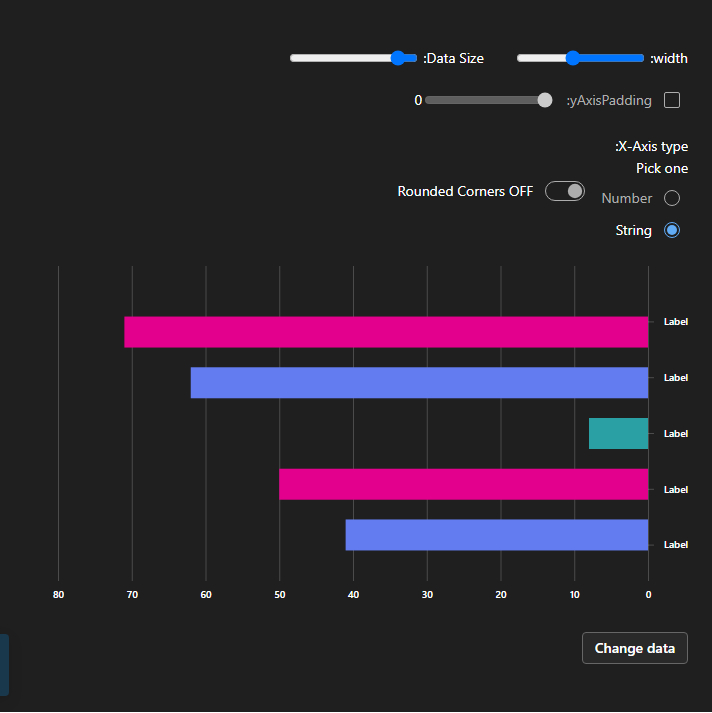 :width
:Data Size
:yAxisPadding
0
:X-Axis type
Pick one
Number
Rounded Corners OFF
String
Label
Label
Label
Label
Label
80 70 60 50 40 30 20 10 0
Change data